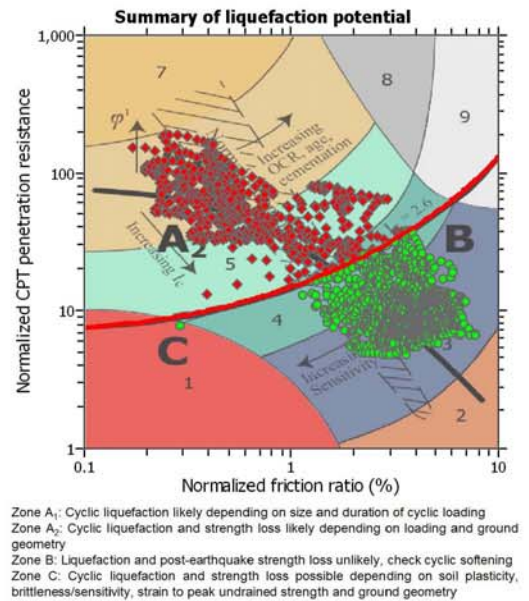 Summary of liquefaction potential
1,000
7
8
9
φ'
Increasing
OCR, age,
cementation
100
= 2.6
A2
B
Increasing Ic
5
10
4
C
Increasing
Sensitivity
3
1
2
1
0.1
1
10
Normalized CPT penetration resistance
Normalized friction ratio (%)
Zone A1: Cyclic liquefaction likely depending on size and duration of cyclic loading
Zone A2: Cyclic liquefaction and strength loss likely depending on loading and ground
geometry
Zone B: Liquefaction and post-earthquake strength loss unlikely, check cyclic softening
Zone C: Cyclic liquefaction and strength loss possible depending on soil plasticity,
brittleness/sensitivity, strain to peak undrained strength and ground geometry